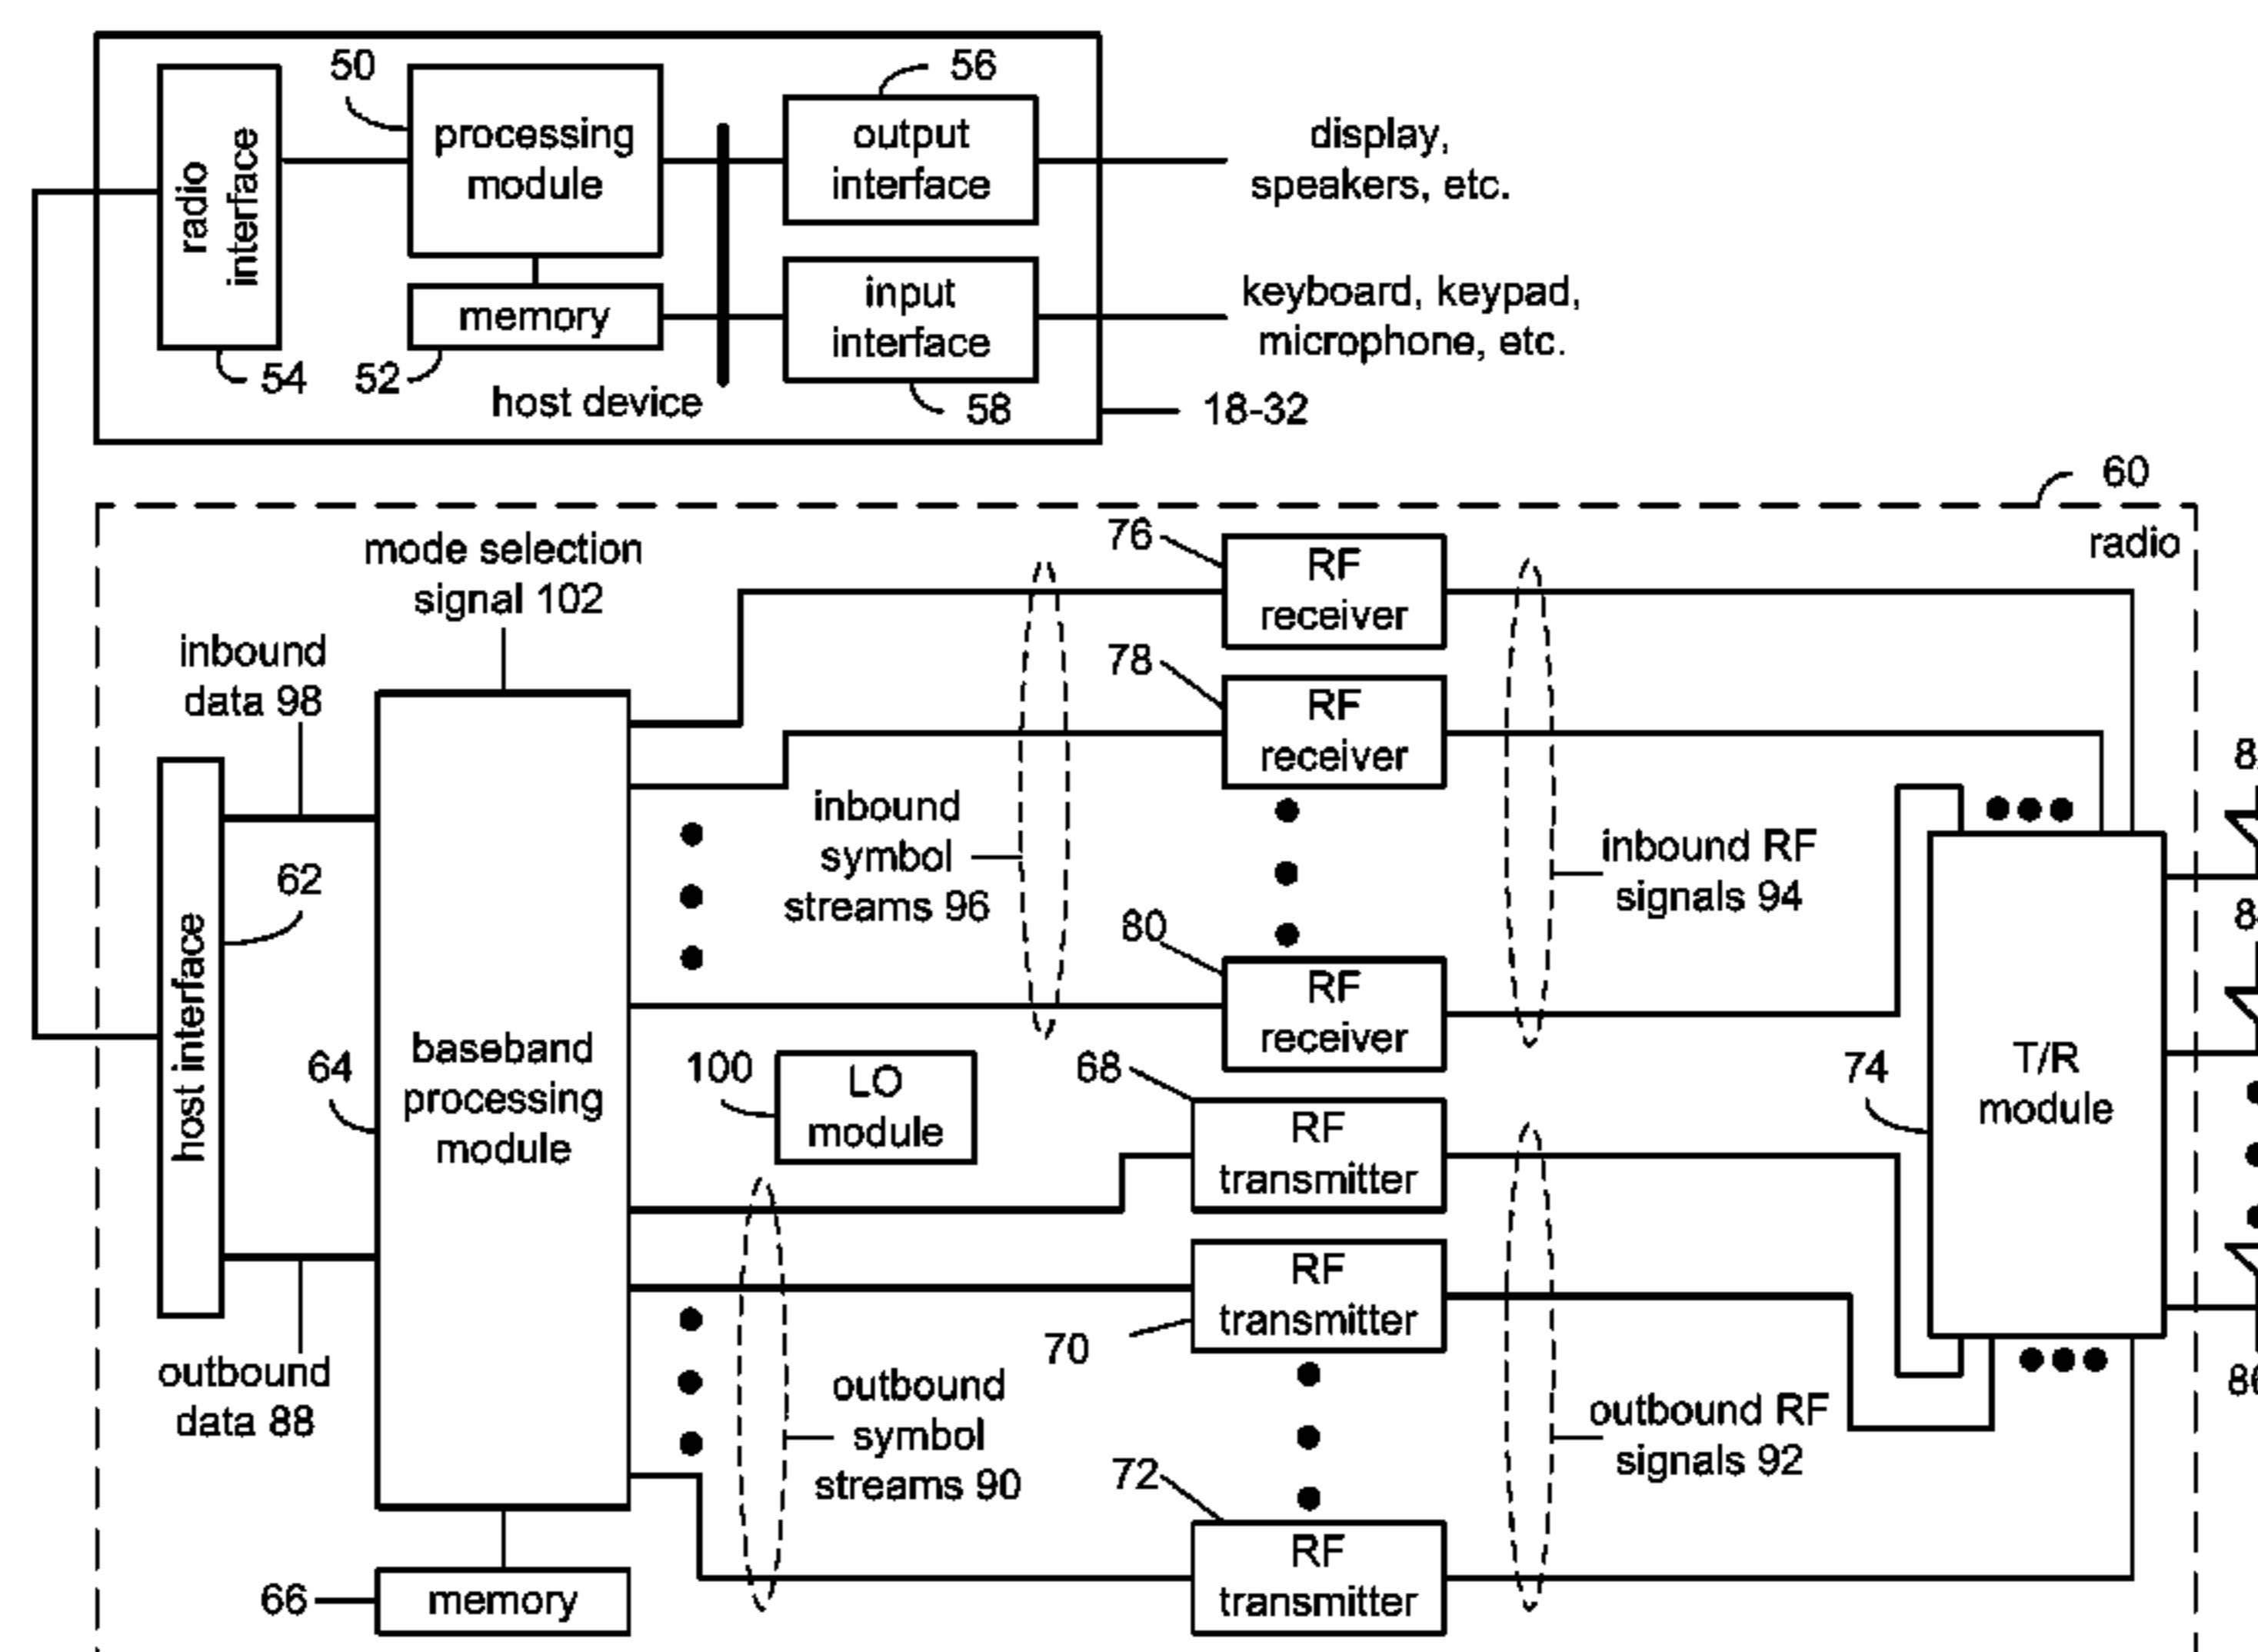 50
56
radio
interface
processing
module
output
interface
display,
speakers, etc.
memory
input
interface
keyboard, keypad,
microphone, etc.
54
52
host device
58
18-32
60
radio
mode selection
signal 102
76
RF
receiver
inbound
data 98
78
RF
receiver
inbound
symbol
streams 96
inbound RF
signals 94
62
host interface
80
RF
receiver
64
baseband
processing
module
100
LO
module
68
RF
transmitter
74
T/R
module
RF
transmitter
70
outbound
data 88
outbound
symbol
streams 90
outbound RF
signals 92
72
RF
transmitter
66
memory